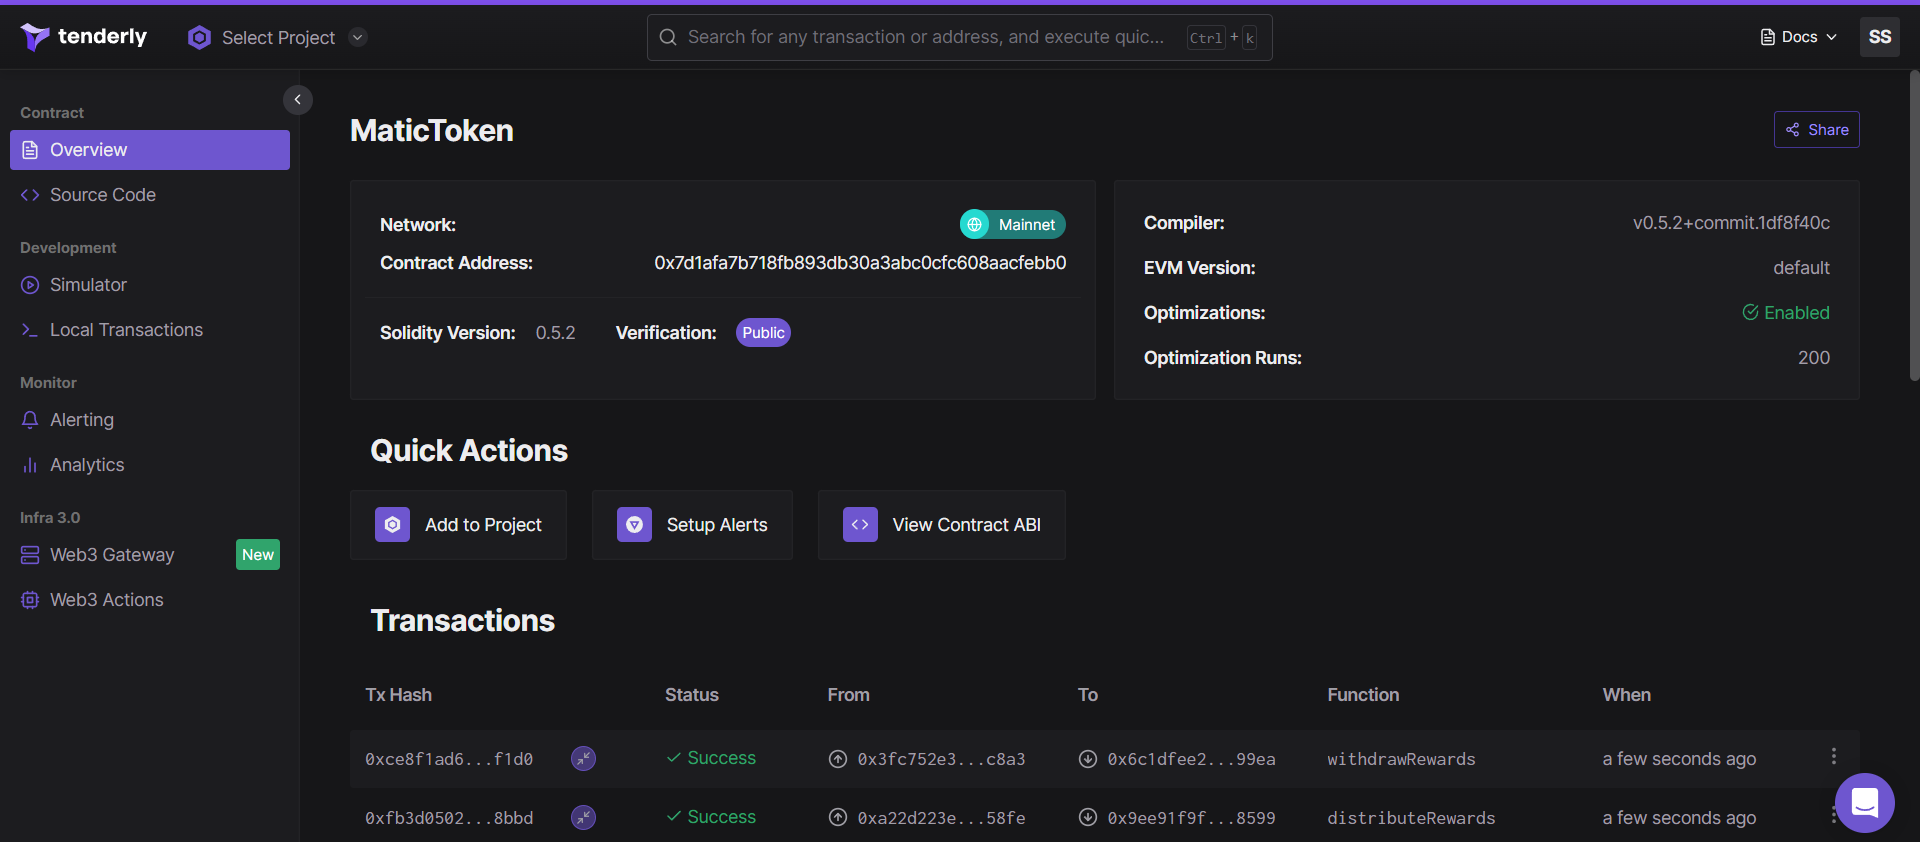 tenderly
Select Project
Search for any transaction or address, and execute quic...
Ctrl + k
Docs
SS
Contract
Overview
Source Code
Development
Simulator
Local Transactions
Monitor
Alerting
Analytics
Infra 3.0
Web3 Gateway New
Web3 Actions
MaticToken
Share
Network: Mainnet
Contract Address: 0x7d1afa7b718fb893db30a3abc0cfc608aacfebb0
Solidity Version: 0.5.2 Verification: Public
Compiler: v0.5.2+commit.1df8f40c
EVM Version: default
Optimizations: Enabled
Optimization Runs: 200
Quick Actions
Add to Project
Setup Alerts
View Contract ABI
Transactions
Tx Hash Status From To Function When
0xce8f1ad6...f1d0 Success 0x3fc752e3...c8a3 0x6c1dfee2...99ea withdrawRewards a few seconds ago
0xfb3d0502...8bbd Success 0xa22d223e...58fe 0x9ee91f9f...8599 distributeRewards a few seconds ago